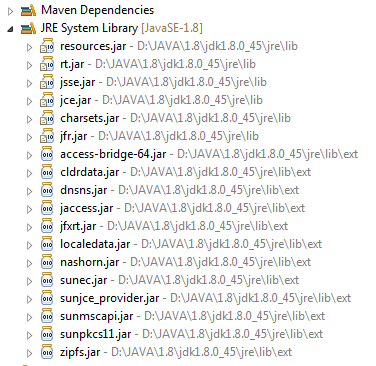 Maven Dependencies
JRE System Library [JavaSE-1.8]
resources.jar - D:\JAVA\1.8\jdk1.8.0_45\jre\lib
rt.jar - D:\JAVA\1.8\jdk1.8.0_45\jre\lib
jsse.jar - D:\JAVA\1.8\jdk1.8.0_45\jre\lib
jce.jar - D:\JAVA\1.8\jdk1.8.0_45\jre\lib
charsets.jar - D:\JAVA\1.8\jdk1.8.0_45\jre\lib
jfr.jar - D:\JAVA\1.8\jdk1.8.0_45\jre\lib
access-bridge-64.jar - D:\JAVA\1.8\jdk1.8.0_45\jre\lib\ext
cldrdata.jar - D:\JAVA\1.8\jdk1.8.0_45\jre\lib\ext
dnsns.jar - D:\JAVA\1.8\jdk1.8.0_45\jre\lib\ext
jaccess.jar - D:\JAVA\1.8\jdk1.8.0_45\jre\lib\ext
jfxrt.jar - D:\JAVA\1.8\jdk1.8.0_45\jre\lib\ext
localedata.jar - D:\JAVA\1.8\jdk1.8.0_45\jre\lib\ext
nashorn.jar - D:\JAVA\1.8\jdk1.8.0_45\jre\lib\ext
sunec.jar - D:\JAVA\1.8\jdk1.8.0_45\jre\lib\ext
sunjce_provider.jar - D:\JAVA\1.8\jdk1.8.0_45\jre\lib\ext
sunmscapi.jar - D:\JAVA\1.8\jdk1.8.0_45\jre\lib\ext
sunpkcs11.jar - D:\JAVA\1.8\jdk1.8.0_45\jre\lib\ext
zipfs.jar - D:\JAVA\1.8\jdk1.8.0_45\jre\lib\ext